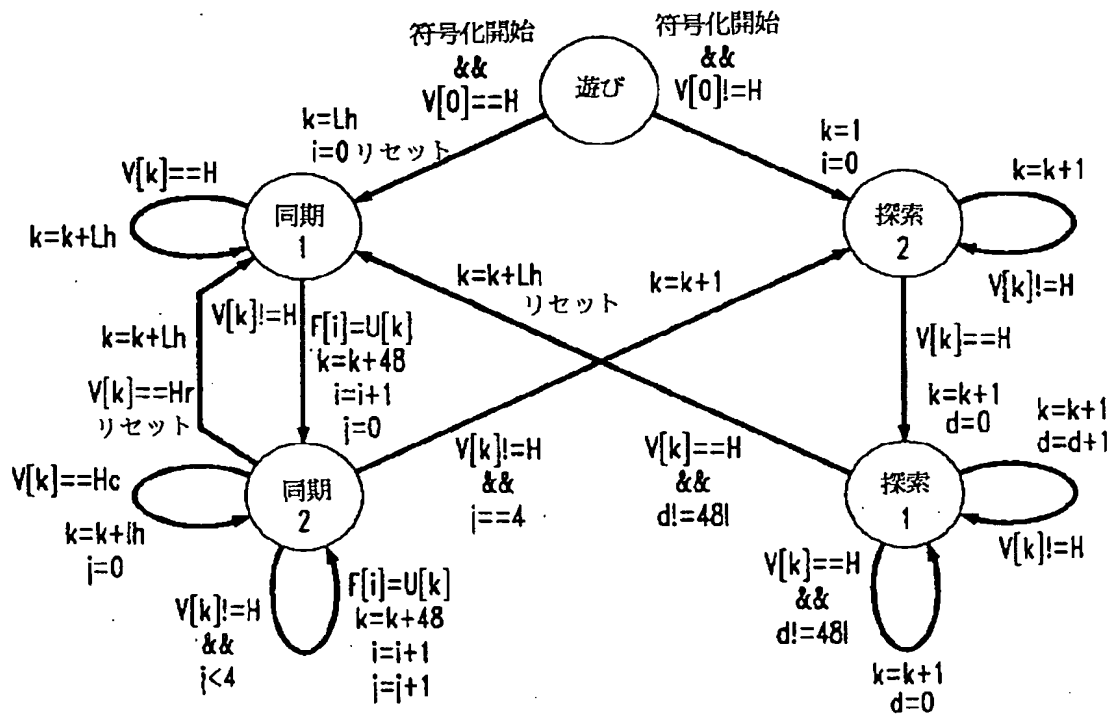 符号化開始
&&
V[0]==H
遊び
符号化開始
&&
V[0]!=H
k=Lh
i=0 リセット
k=1
i=0
V[k]==H
k=k+Lh
同期
1
探索
2
k=k+1
V[k]!=H
k=k+Lh
リセット
k=k+1
k=k+Lh
V[k]!=H
F[i]=U[k]
k=k+48
i=i+1
j=0
V[k]==H
k=k+1
d=0
V[k]==Hr
リセット
k=k+1
d=d+1
V[k]==Hc
k=k+lh
j=0
同期
2
V[k]!=H
&&
j==4
V[k]==H
&&
d!=48l
探索
1
V[k]!=H
V[k]!=H
&&
j<4
F[i]=U[k]
k=k+48
i=i+1
j=j+1
V[k]==H
&&
d!=48l
k=k+1
d=0